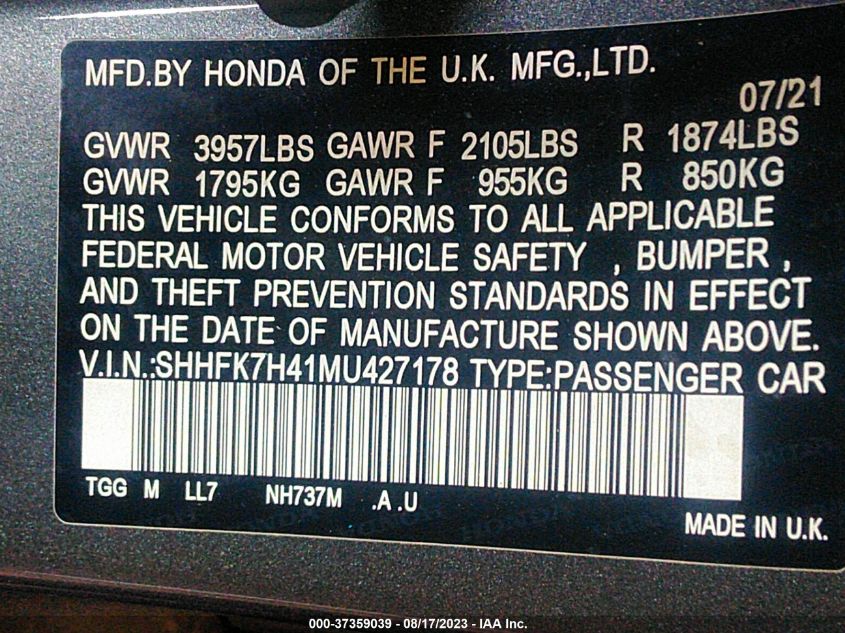 MFD.BY HONDA OF THE U.K. MFG.,LTD.
07/21
GVWR 3957LBS GAWR F 2105LBS R 1874LBS
GVWR 1795KG GAWR F 955KG R 850KG
THIS VEHICLE CONFORMS TO ALL APPLICABLE
FEDERAL MOTOR VEHICLE SAFETY , BUMPER ,
AND THEFT PREVENTION STANDARDS IN EFFECT
ON THE DATE OF MANUFACTURE SHOWN ABOVE.
V.I.N.:SHHFK7H41MU427178 TYPE:PASSENGER CAR
TGG M LL7 NH737M .A .U
MADE IN U.K.
000-37359039 - 08/17/2023 - IAA Inc.